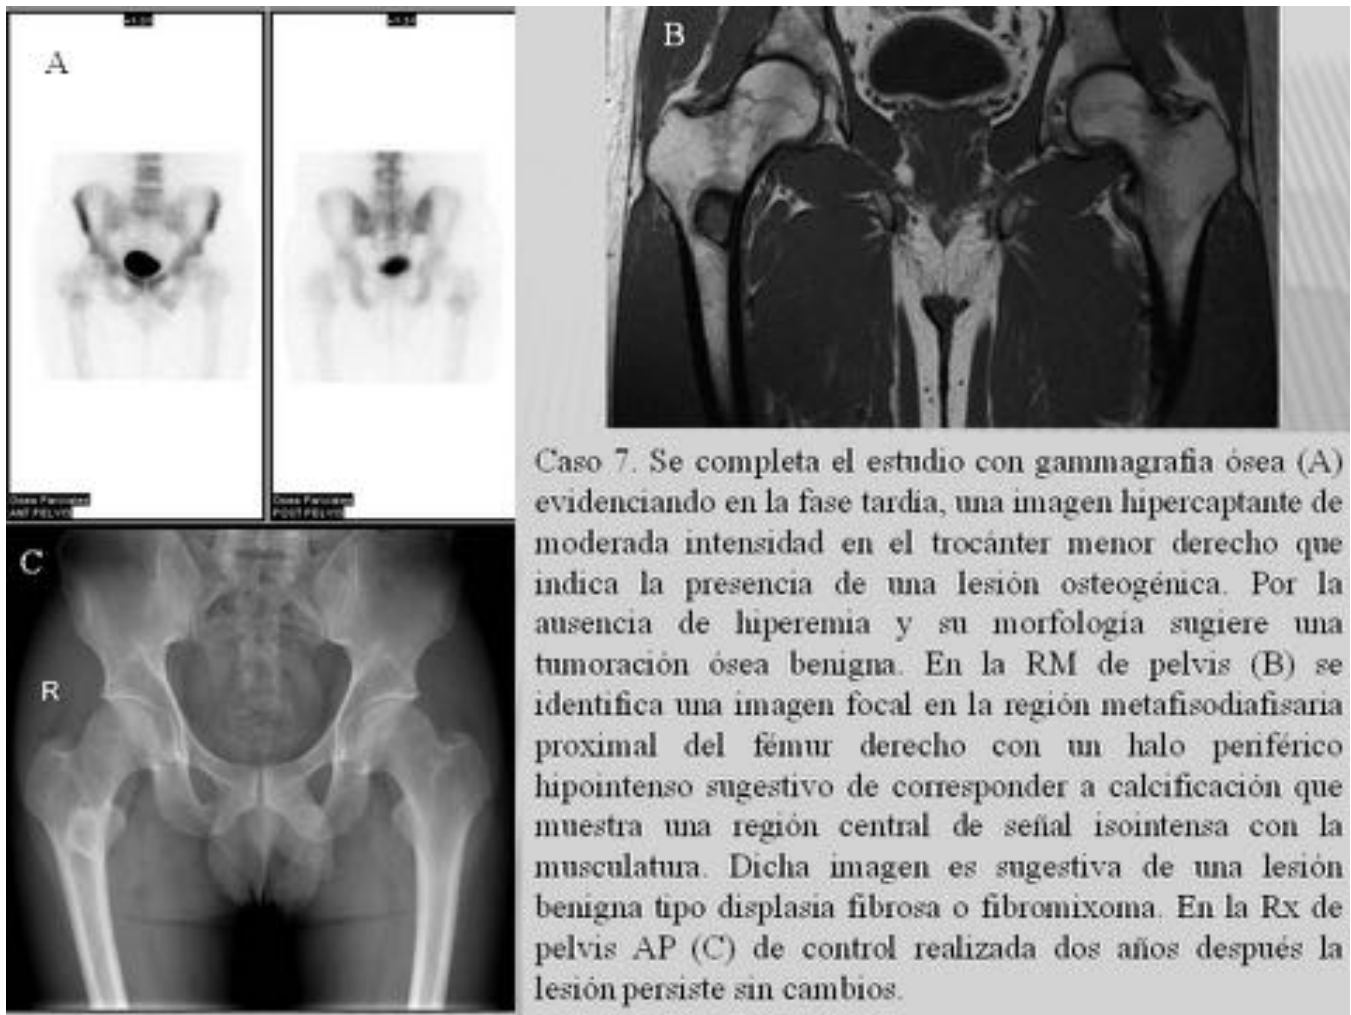 A
B
ANT PELVIS
POST PELVIS
C
R
Caso 7. Se completa el estudio con gammagrafia ósea (A)
evidenciando en la fase tardía, una imagen hipercaptante de
moderada intensidad en el trocánter menor derecho que
indica la presencia de una lesión osteogénica. Por la
ausencia de hiperemia y su morfología sugiere una
tumoración ósea benigna. En la RM de pelvis (B) se
identifica una imagen focal en la región metafisodiafisaria
proximal del fémur derecho con un halo periférico
hipointenso sugestivo de corresponder a calcificación que
muestra una región central de señal isointensa con la
musculatura. Dicha imagen es sugestiva de una lesión
benigna tipo displasia fibrosa o fibromixoma. En la Rx de
pelvis AP (C) de control realizada dos años después la
lesión persiste sin cambios.